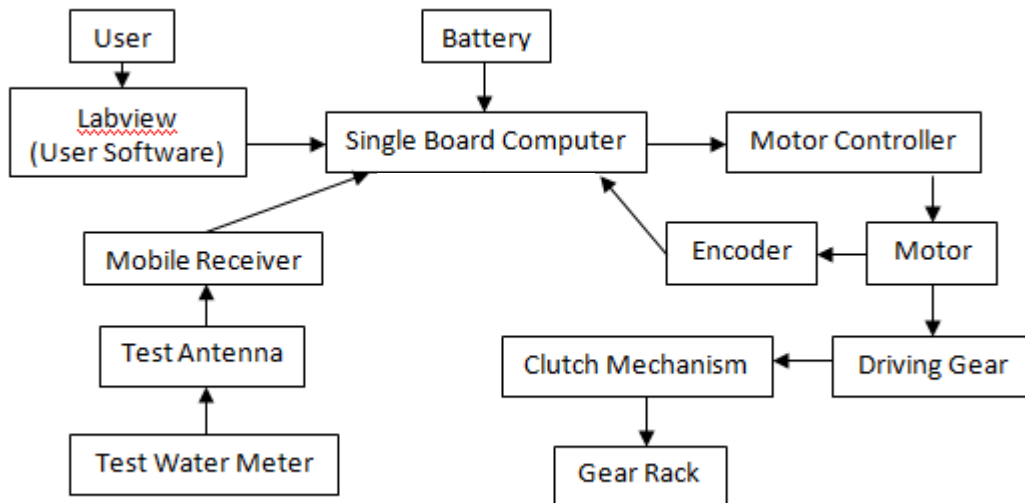 User
Battery
Labview
(User Software)
Single Board Computer
Motor Controller
Mobile Receiver
Encoder
Motor
Test Antenna
Clutch Mechanism
Driving Gear
Test Water Meter
Gear Rack